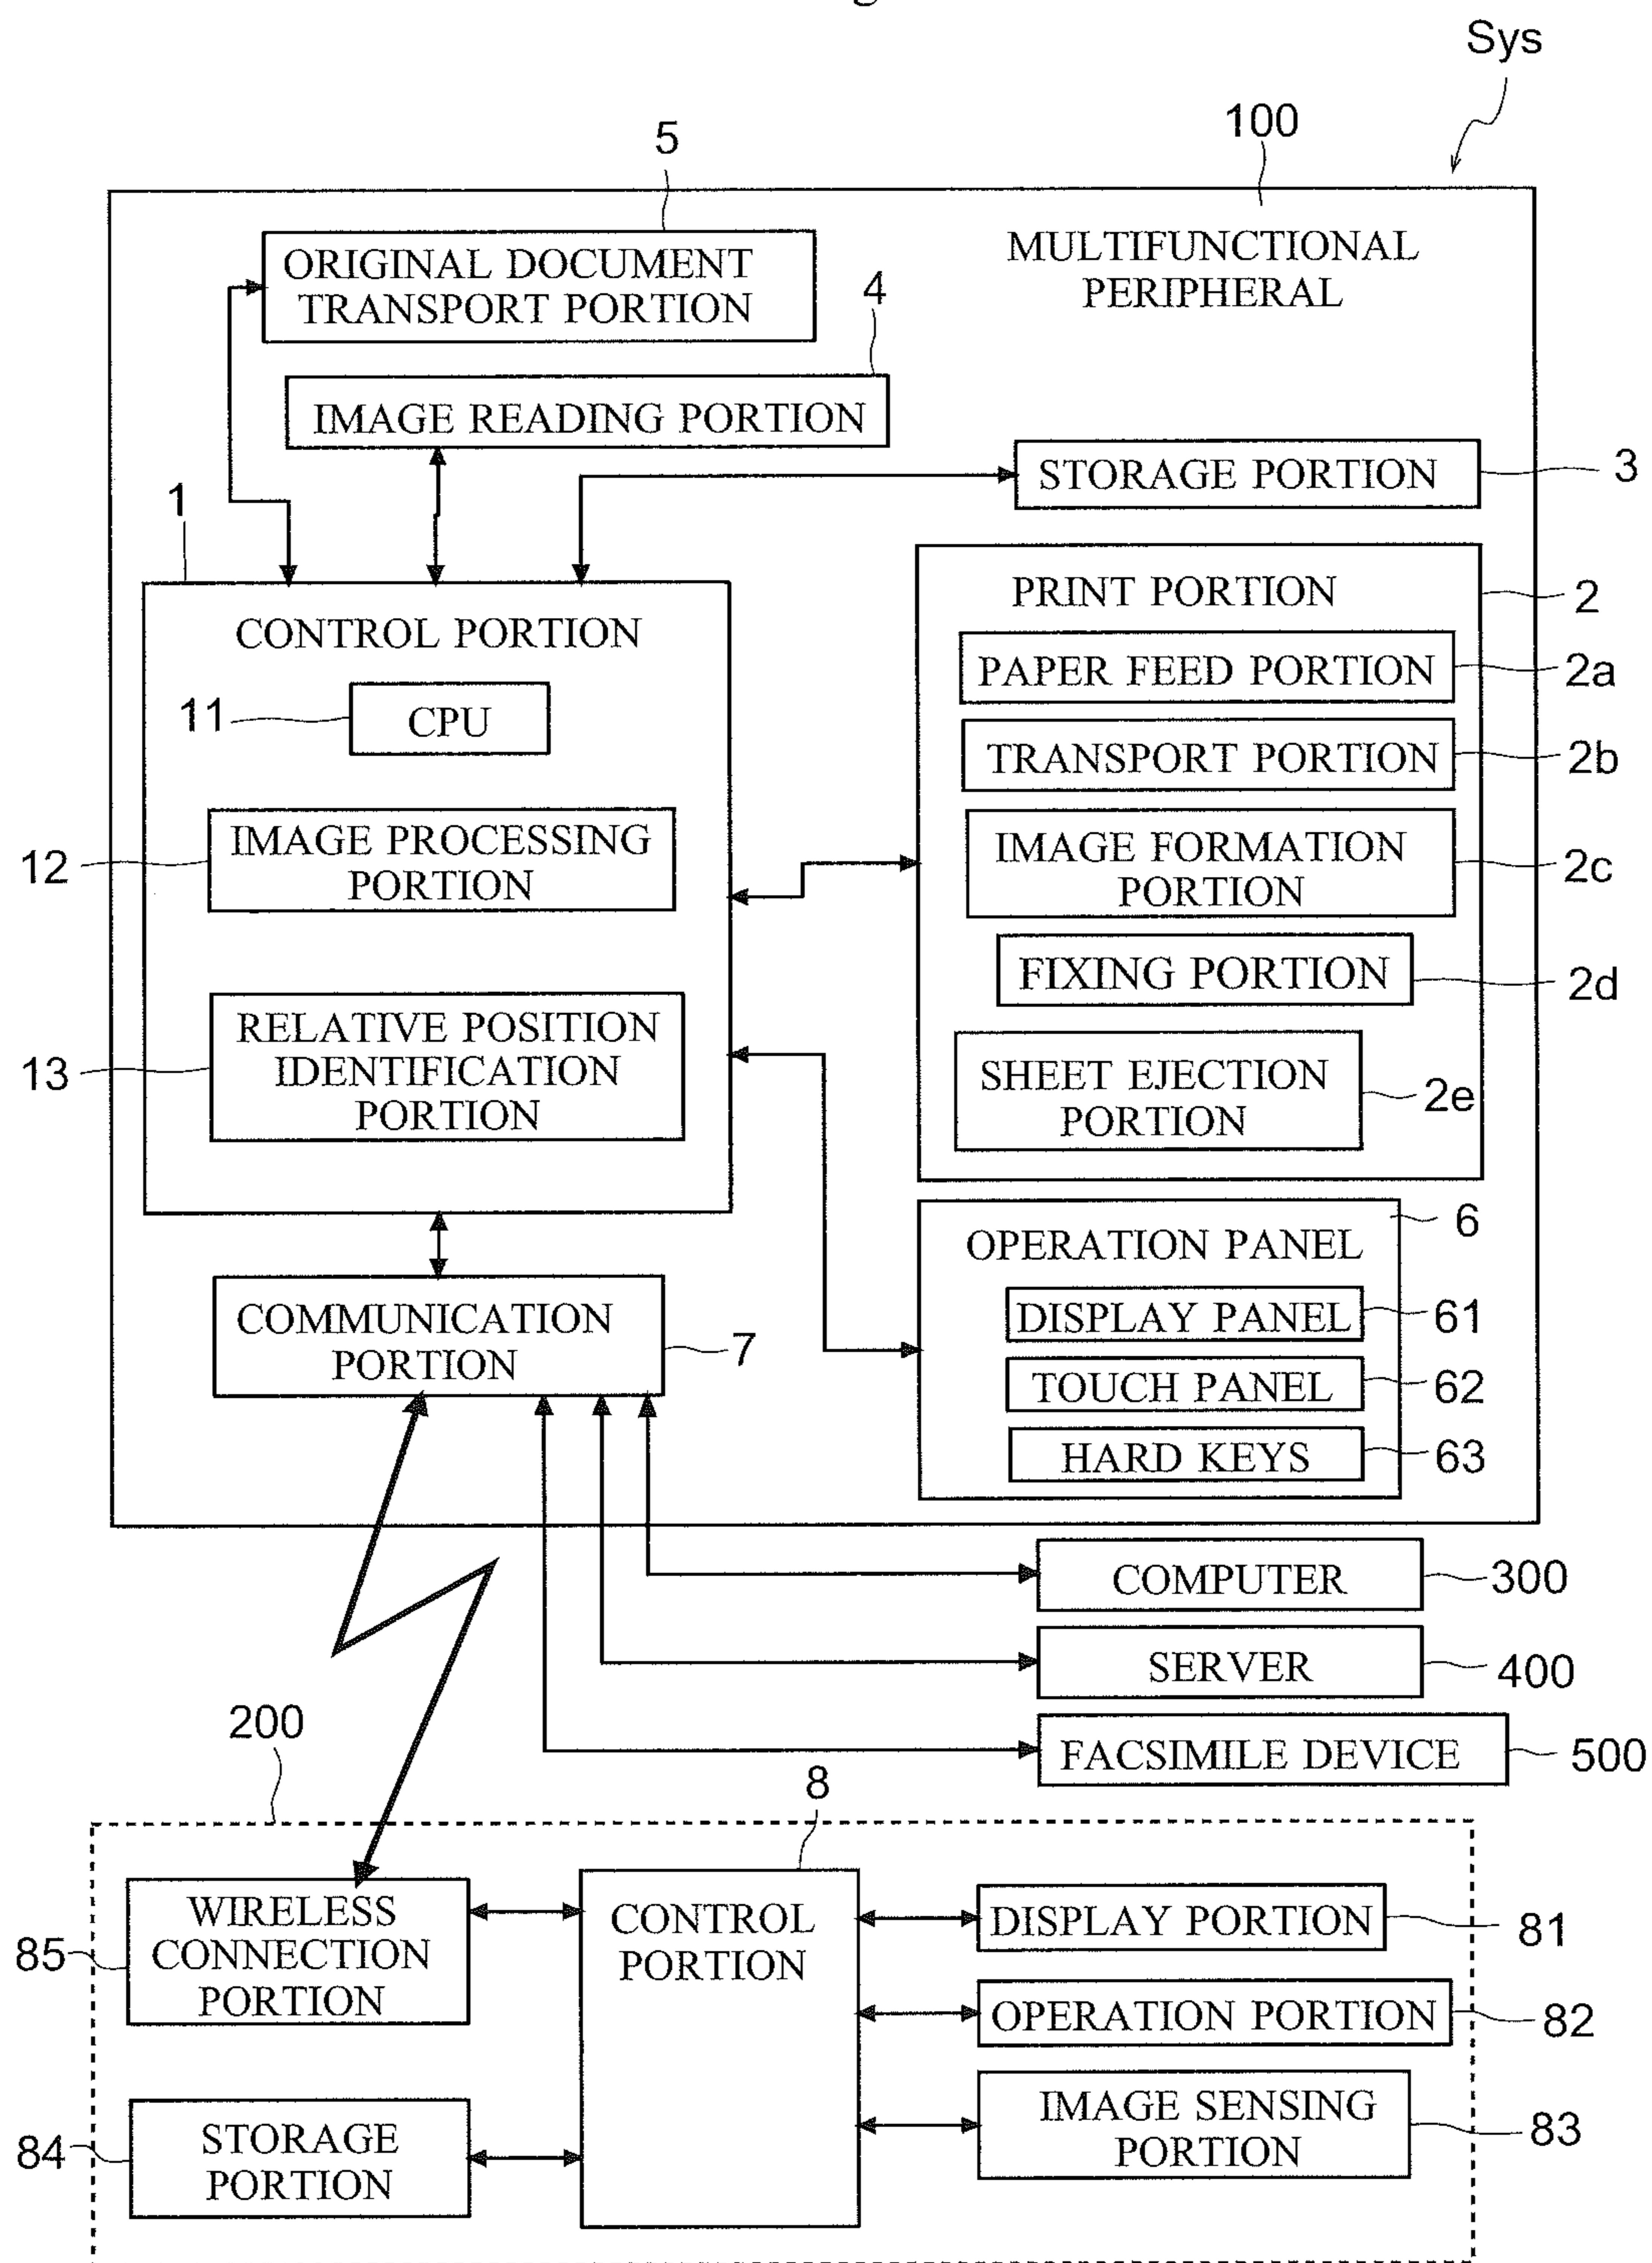 Sys
100
5
ORIGINAL DOCUMENT
TRANSPORT PORTION
MULTIFUNCTIONAL
PERIPHERAL
4
IMAGE READING PORTION
STORAGE PORTION
3
1
CONTROL PORTION
11
CPU
12
IMAGE PROCESSING
PORTION
13
RELATIVE POSITION
IDENTIFICATION
PORTION
PRINT PORTION
2
PAPER FEED PORTION
2a
TRANSPORT PORTION
2b
IMAGE FORMATION
PORTION
2c
FIXING PORTION
2d
SHEET EJECTION
PORTION
2e
6
OPERATION PANEL
DISPLAY PANEL
61
TOUCH PANEL
62
HARD KEYS
63
COMMUNICATION
PORTION
7
COMPUTER
300
SERVER
400
FACSIMILE DEVICE
500
200
8
WIRELESS
CONNECTION
PORTION
85
CONTROL
PORTION
DISPLAY PORTION
81
OPERATION PORTION
82
STORAGE
PORTION
84
IMAGE SENSING
PORTION
83